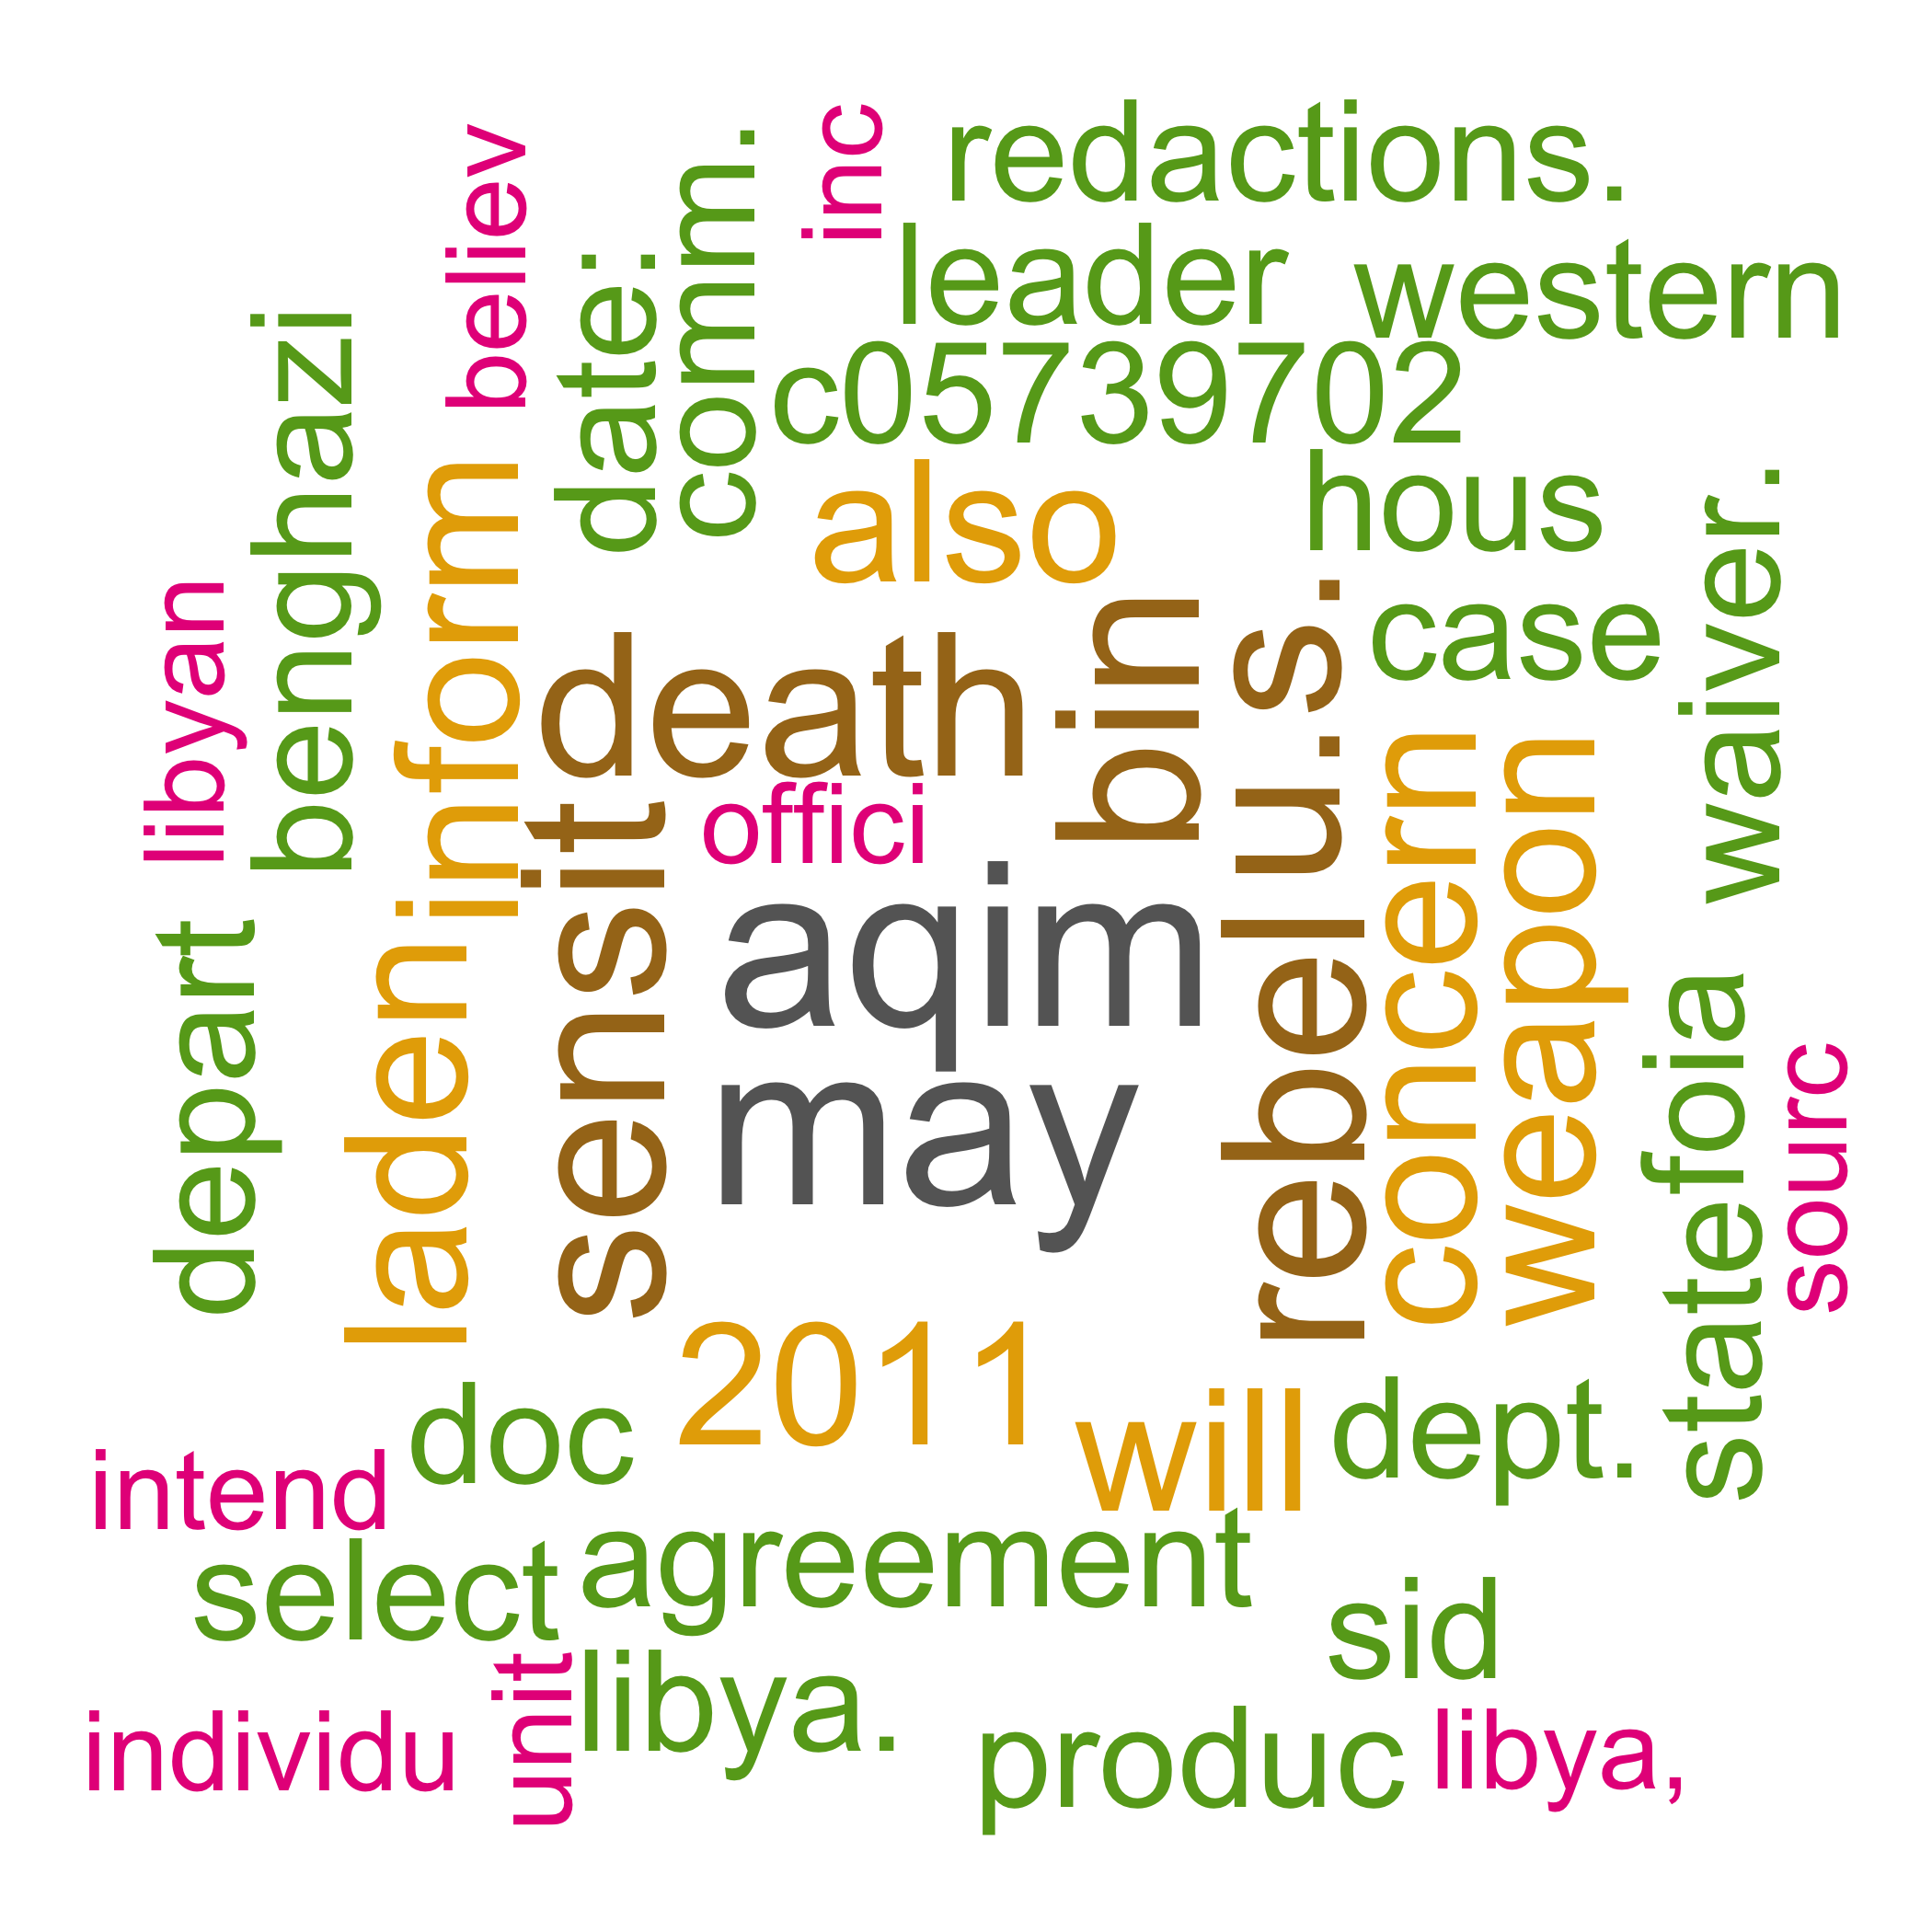 redactions.
inc
believ
comm.
date:
leader
western
benghazi
c05739702
also
hous
waiver.
inform
libyan
death
bin
u.s.
case
offici
sensit
aqim
rebel
concern
weapon
depart
laden
may
foia
sourc
state
2011
will
dept.
doc
intend
select
agreement
sid
unit
libya.
individu
produc
libya,